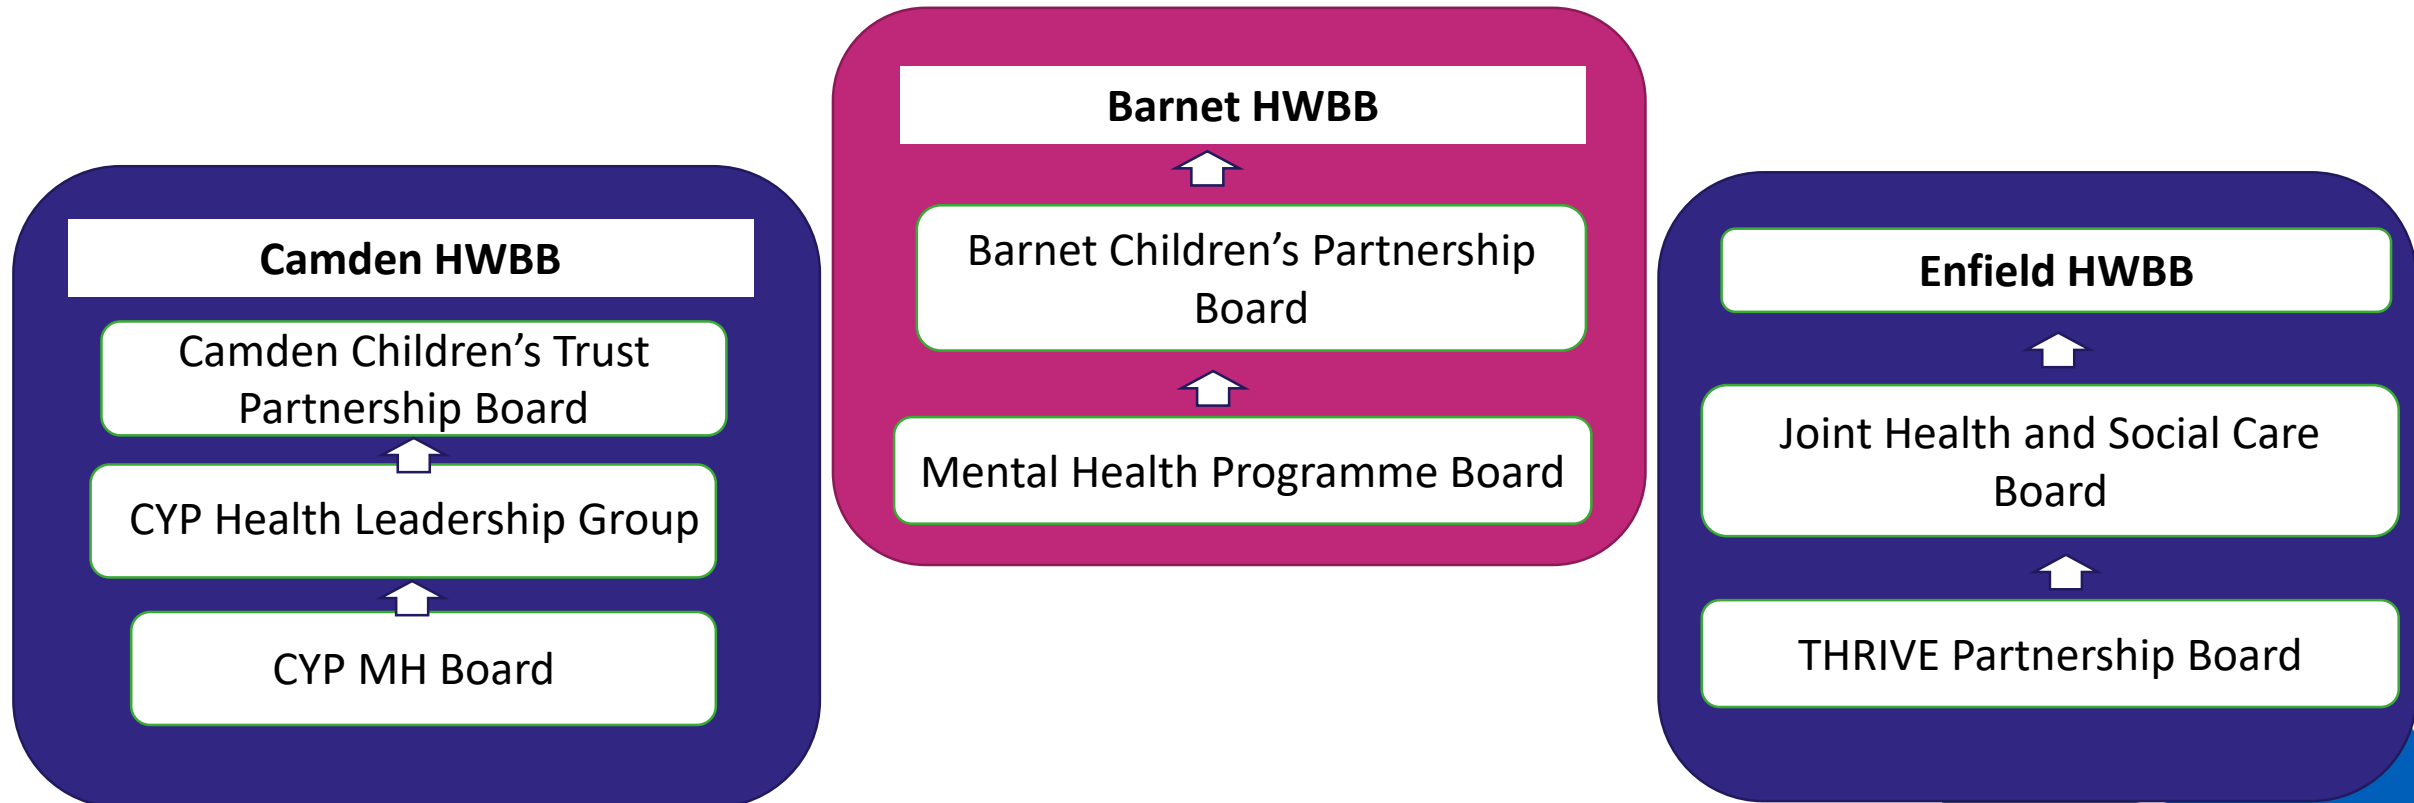 Camden HWBB
Camden Children’s Trust
Partnership Board
CYP Health Leadership Group
CYP MH Board
Barnet HWBB
Barnet Children’s Partnership
Board
Mental Health Programme Board
Enfield HWBB
Joint Health and Social Care
Board
THRIVE Partnership Board